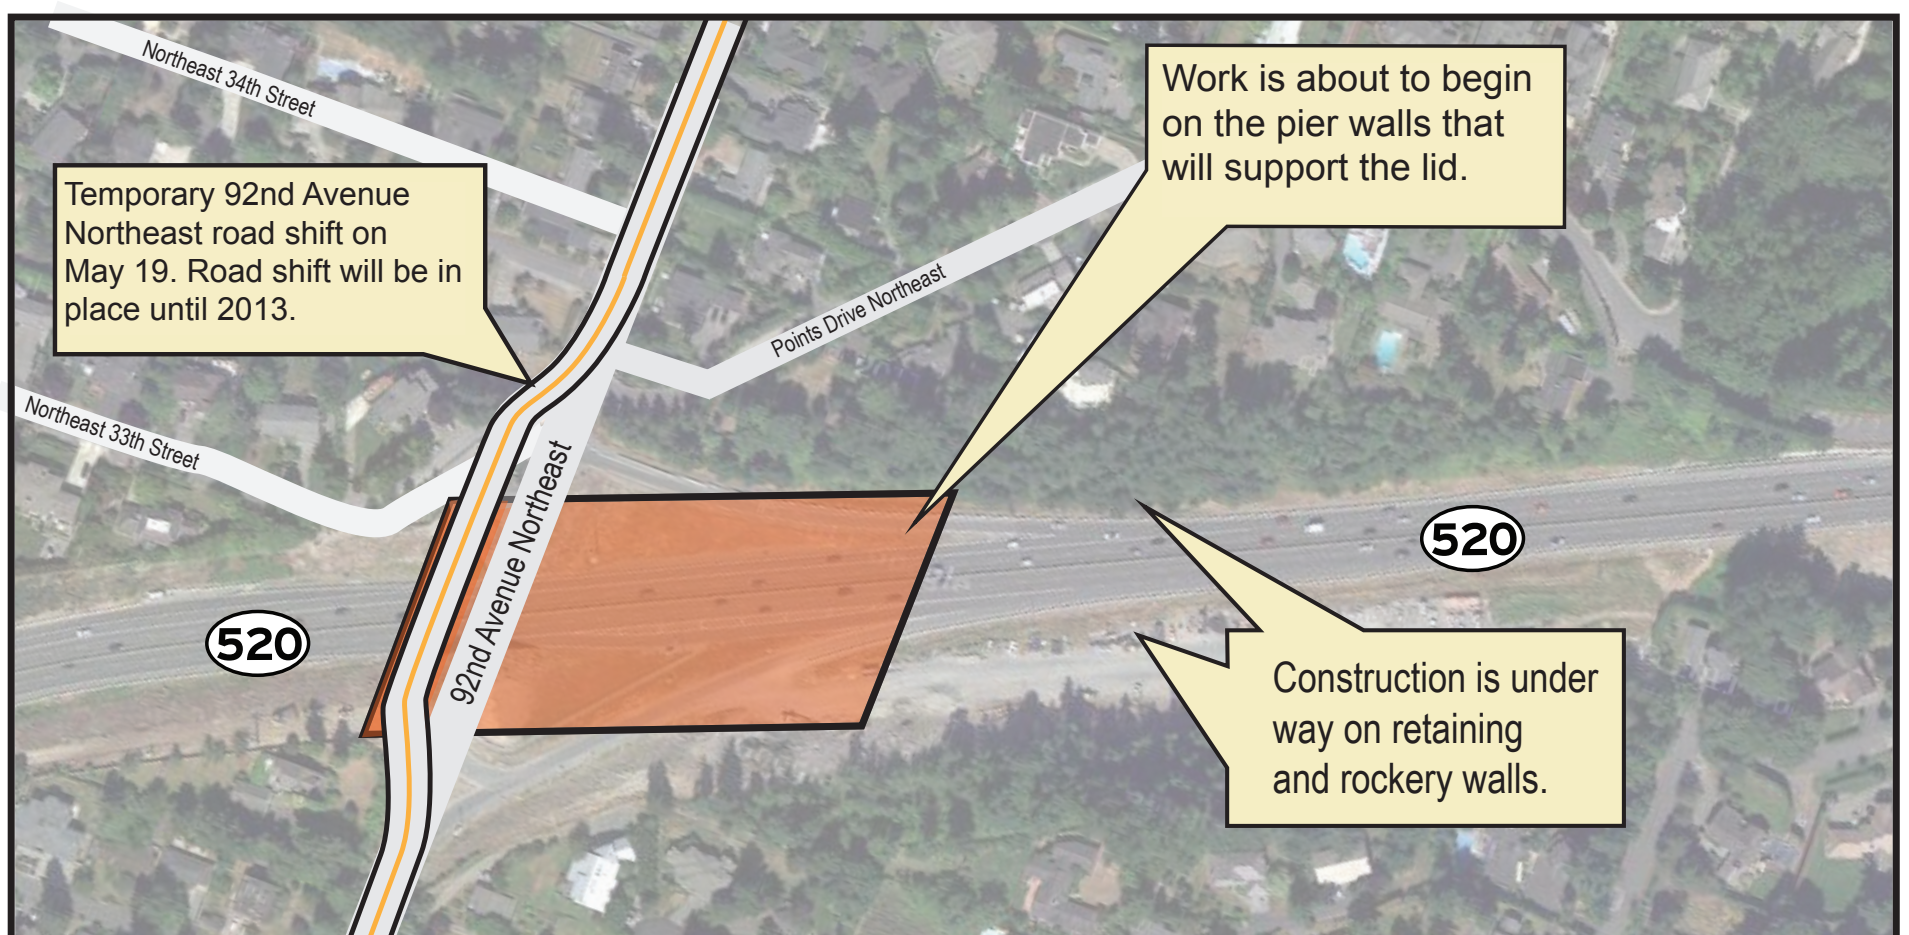 Northeast 34th Street
Work is about to begin
on the pier walls that
will support the lid.
Temporary 92nd Avenue
Northeast road shift on
May 19. Road shift will be in
place until 2013.
Points Drive Northeast
Northeast 33th Street
92nd Avenue Northeast
520
520
Construction is under
way on retaining
and rockery walls.